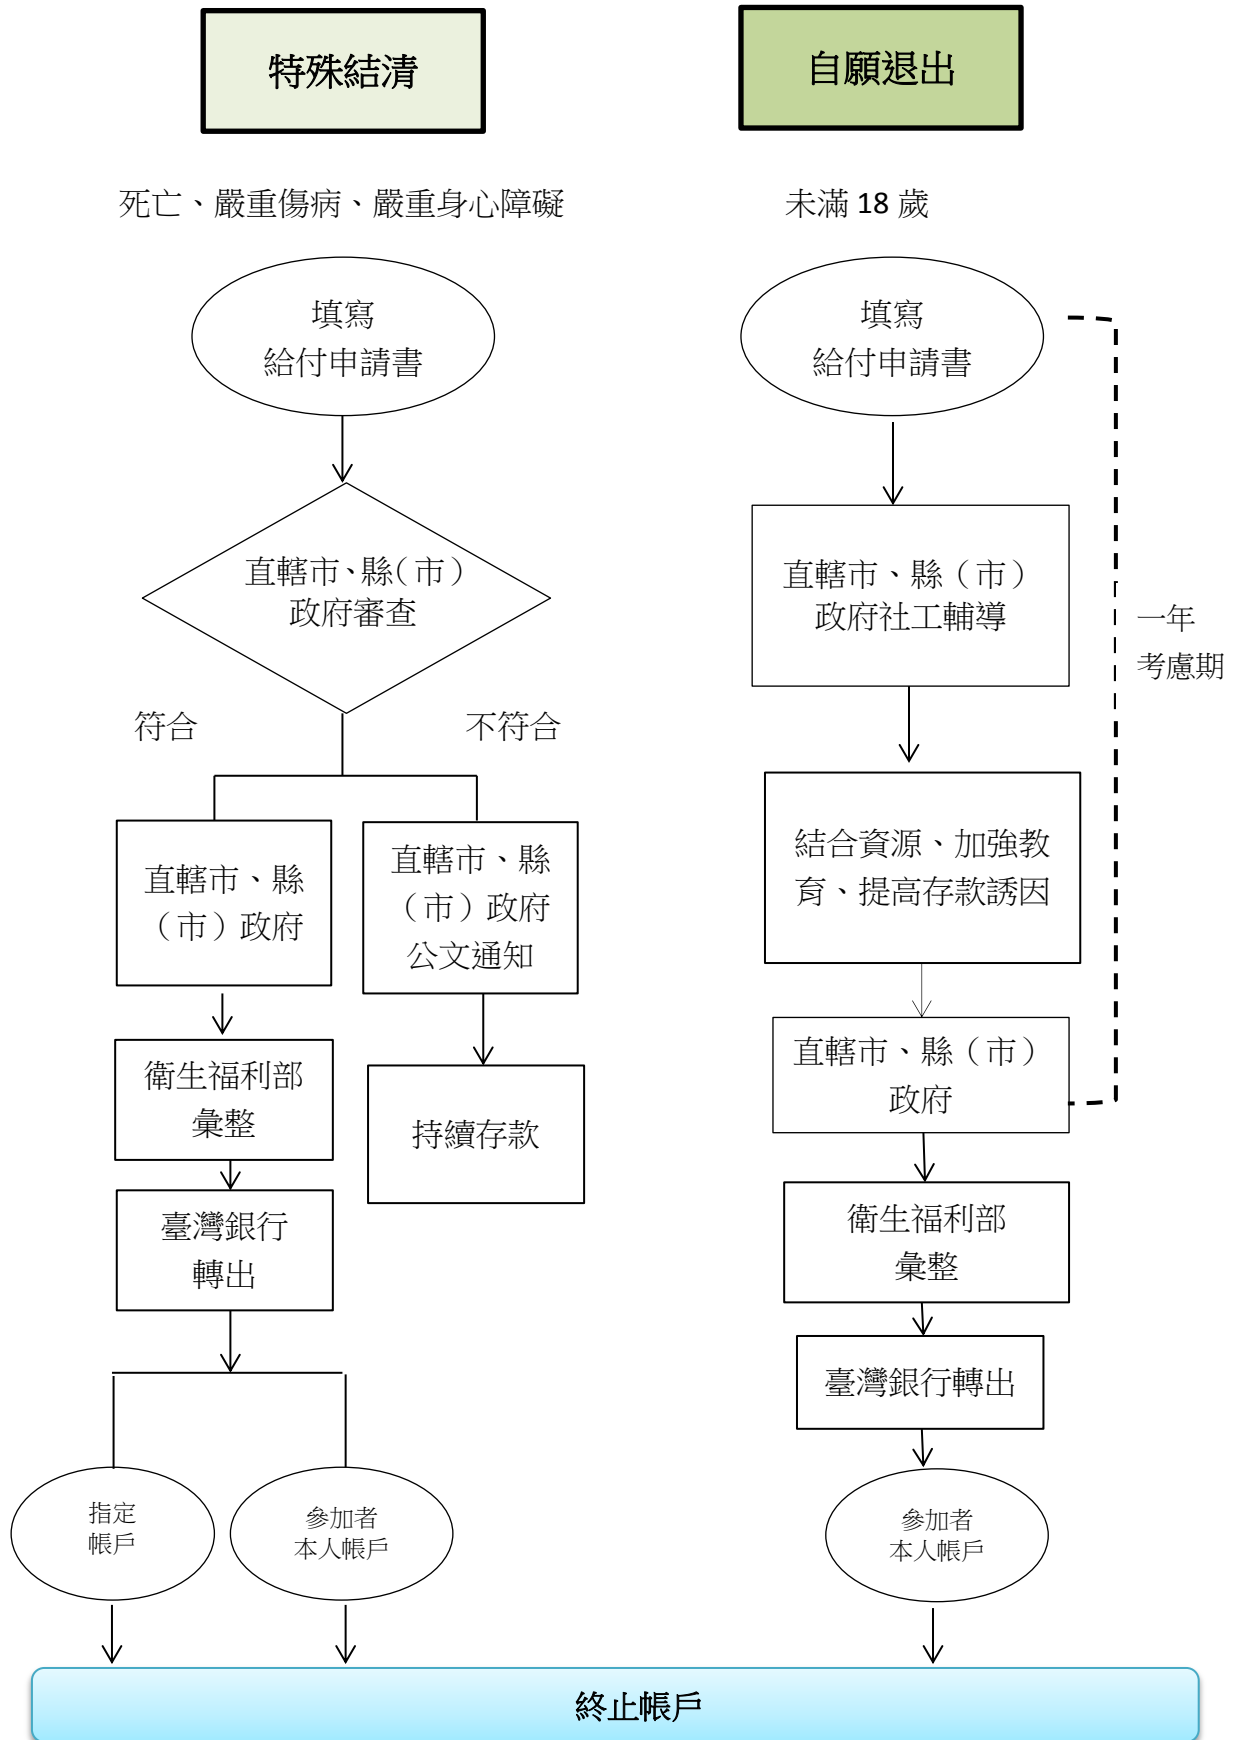 特殊結清
死亡、嚴重傷病、嚴重身心障礙
填寫
給付申請書
直轄市、縣（市）
政府審查
符合
不符合
直轄市、縣
（市）政府
直轄市、縣
（市）政府
公文通知
衛生福利部
彙整
持續存款
臺灣銀行
轉出
指定
帳戶
參加者
本人帳戶
自願退出
未滿 18 歲
填寫
給付申請書
直轄市、縣（市）
政府社工輔導
一年
考慮期
結合資源、加強教
育、提高存款誘因
直轄市、縣（市）
政府
衛生福利部
彙整
臺灣銀行轉出
參加者
本人帳戶
終止帳戶